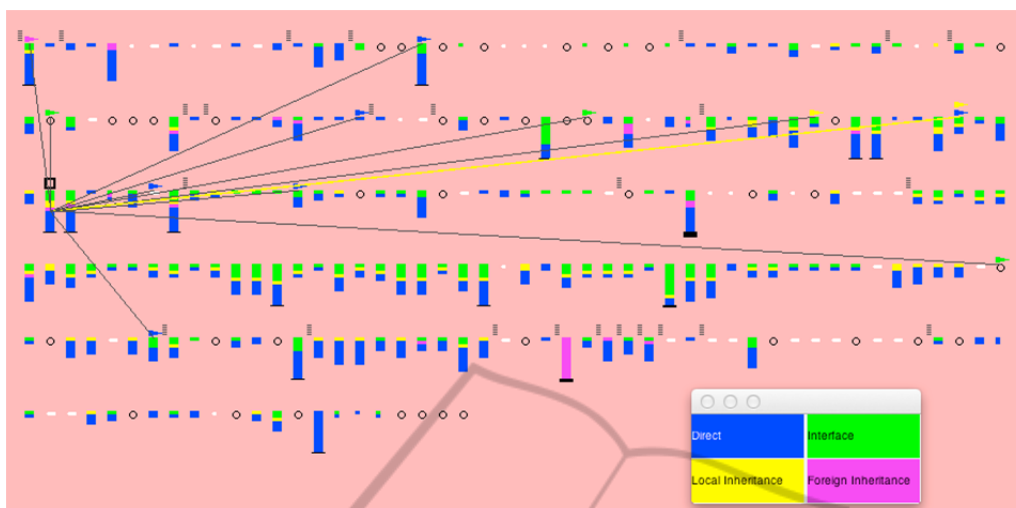 Direct
Interface
Local Inheritance
Foreign Inheritance